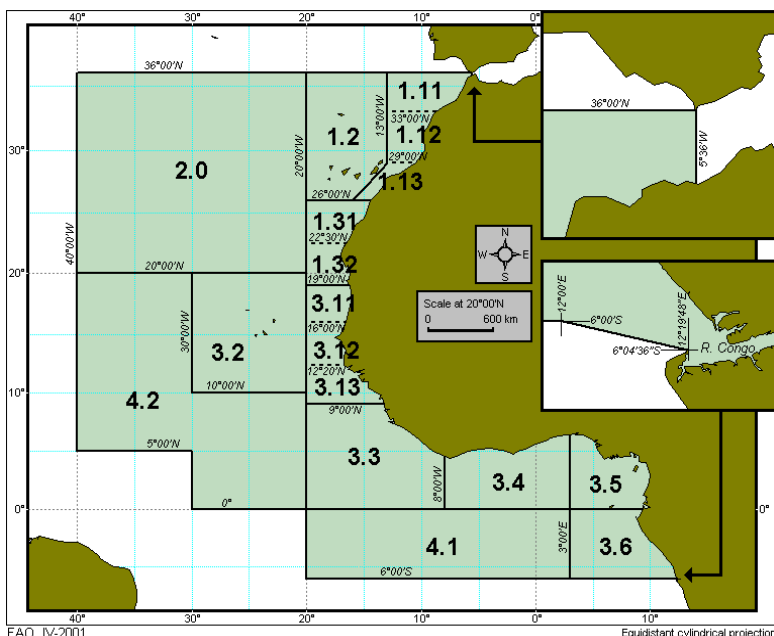 40° 30° 20° 10° 0°
36°00'N
1.11
33°00'N
13°00'W
1.2
1.12
20°00'W
29°00'N
30°
2.0
1.13
26°00'N
1.31
22°30'N
40°00'W
20°00'N
1.32
20°
19°00'N
3.11
16°00'N
30°00'W
3.2
3.12
12°20'N
3.13
10°00'N
10°
4.2
9°00'N
5°00'N
3.3
8°00'W
3.4
3.5
0°
0°
0°
4.1
3°00'E
3.6
6°00'S
N
W E
S
Scale at 20°00'N
0 600 km
36°00'N
5°36'W
12°00'E
6°00'S
12°19'48"E
6°04'36"S
R. Congo
40° 30° 20° 10° 0° 10°
FAO, IV-2001
Equidistant cylindrical projection